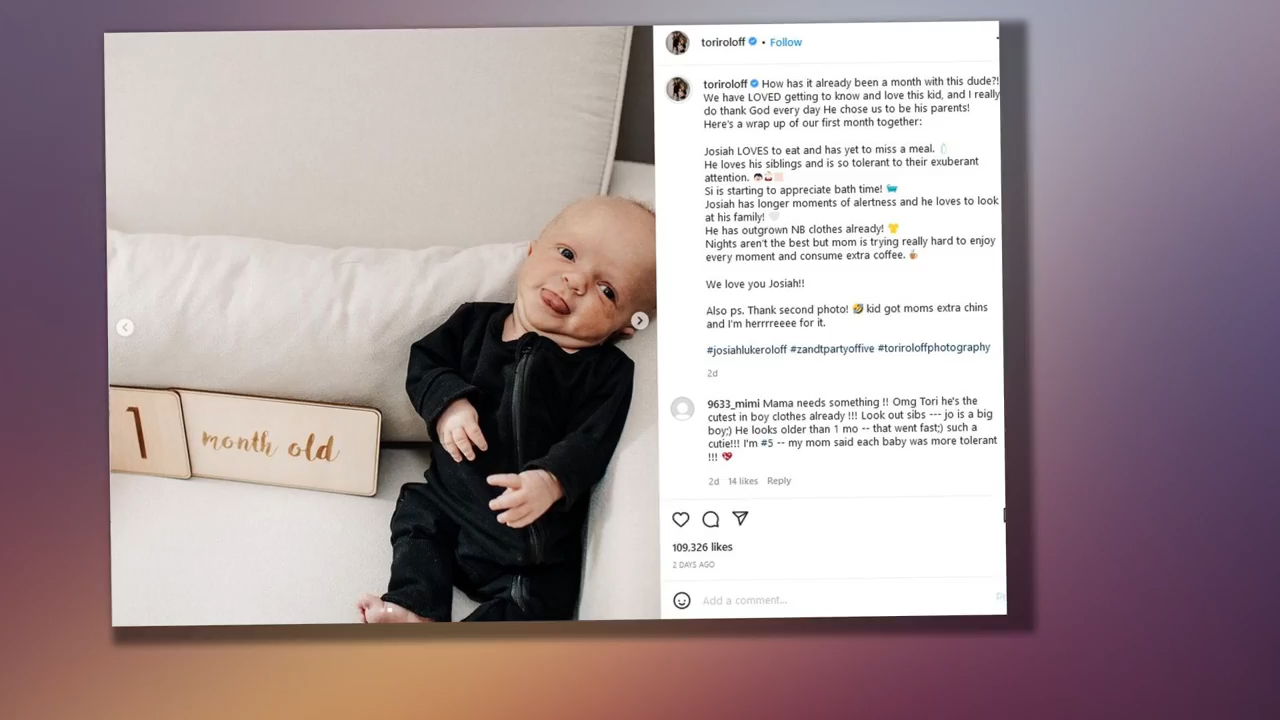 toriroloff • Follow
toriroloff How has it already been a month with this dude?!
We have LOVED getting to know and love this kid, and I really
do thank God every day He chose us to be his parents!
Here's a wrap up of our first month together:
Josiah LOVES to eat and has yet to miss a meal. 🍼
He loves his siblings and is so tolerant to their exuberant
attention.
Si is starting to appreciate bath time! 🛁
Josiah has longer moments of alertness and he loves to look
at his family! 🤍
He has outgrown NB clothes already! 👕
Nights aren't the best but mom is trying really hard to enjoy
every moment and consume extra coffee. ☕
We love you Josiah!!
Also ps. Thank second photo! 🤣 kid got moms extra chins
and I'm herrrreeee for it.
#josiahlukeroloff #zandtpartyoffive #toriroloffphotography
2d
9633_mimi Mama needs something !! Omg Tori he's the
cutest in boy clothes already !!! Look out sibs --- jo is a big
boy;) He looks older than 1 mo -- that went fast;) such a
cutie!!! I'm #5 -- my mom said each baby was more tolerant
!!! 💖
2d 14 likes Reply
109,326 likes
2 DAYS AGO
Add a comment...
1
month old